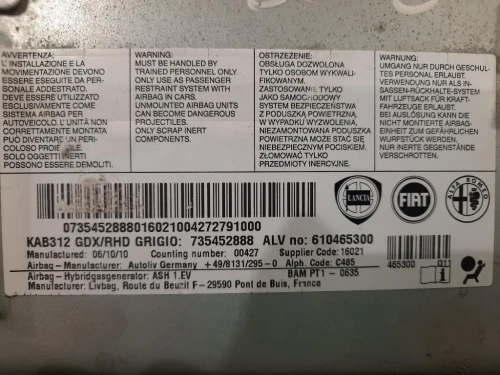 AVVERTENZA:
L'INSTALLAZIONE E LA
MOVIMENTAZIONE DEVONO
ESSERE ESEGUITE DA PER-
SONALE ADDESTRATO
DEVE ESSERE UTILIZZATO
ESCLUSIVAMENTE COME
SISTEMA AIRBAG PER
AUTOVEICOLO. L'UNITÀ NON
CORRETTAMENTE MONTATA
PUÒ DIVENTARE UN PERI-
COLOSO PROIETTILE.
SOLO OGGETTI INERTI
POSSONO ESSERE DEMOLITI.
WARNING:
MUST BE HANDLED BY
TRAINED PERSONNEL ONLY.
ONLY USE AS PASSENGER
RESTRAINT SYSTEM WITH
AIRBAG IN CARS.
UNMOUNTED AIRBAG UNITS
CAN BECOME DANGEROUS
PROJECTILES.
ONLY SCRAP INERT
COMPONENTS.
OSTRZEŻENIE:
OBSŁUGA DOZWOLONA
TYLKO OSOBOM WYKWALI-
FIKOWANYM.
ZASTOSOWANIE TYLKO
JAKO SAMOCHODOWY
SYSTEM BEZPIECZEŃSTWA
Z PODUSZKĄ POWIETRZNĄ.
W WYPADKU WYZWOLENIA,
NIEZAMONTOWANA PODUSZKA
POWIETRZNA MOŻE STAĆ SIĘ
NIEBEZPIECZNYM POCISKIEM.
ZŁOMOWAĆ TYLKO
PRZEDMIOTY INERCYJNE.
WARNUNG:
UMGANG NUR DURCH GESCHUL-
TES PERSONAL ERLAUBT.
VERWENDUNG NUR ALS IN-
SASSEN-RÜCKHALTE-SYSTEM
MIT LUFTSACK FÜR KRAFT-
FAHRZEUGE ERLAUBT.
BEI AUSLÖSUNG KANN DIE
NICHT MONTIERTE AIRBAG-
EINHEIT ZUM GEFÄHRLICHEN
WURFSTÜCK WERDEN.
NUR INERTE GEGENSTÄNDE
VERSCHROTTEN.
LANCIA
FIAT
ALFA ROMEO
0735452888016021004272791000
KAB312 GDX/RHD GRIGIO: 735452888 ALV no: 610465300
Manufactured: 06/10/10 Counting number: 00427 Supplier Code: 16021
Airbag - Manufacturer: Autoliv Germany +49/8131/295-0 Alph. Code: C485
Airbag - Hybridgasgenerator: ASH 1.EV BAM PT1 - 0635
Manufacturer: Livbag, Route du Beuzit F - 29590 Pont de Buis, France
465300 Q11